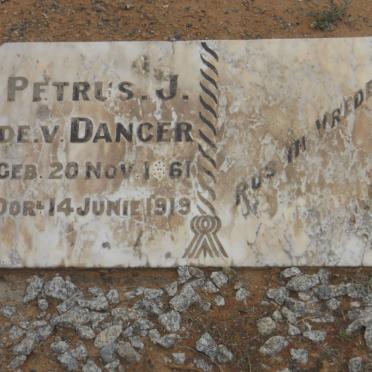 PETRUS. J.
DE. V. DANCER
GEB. 20 NOV 1861
OORL 14 JUNIE 1919
RUS IN VREDE